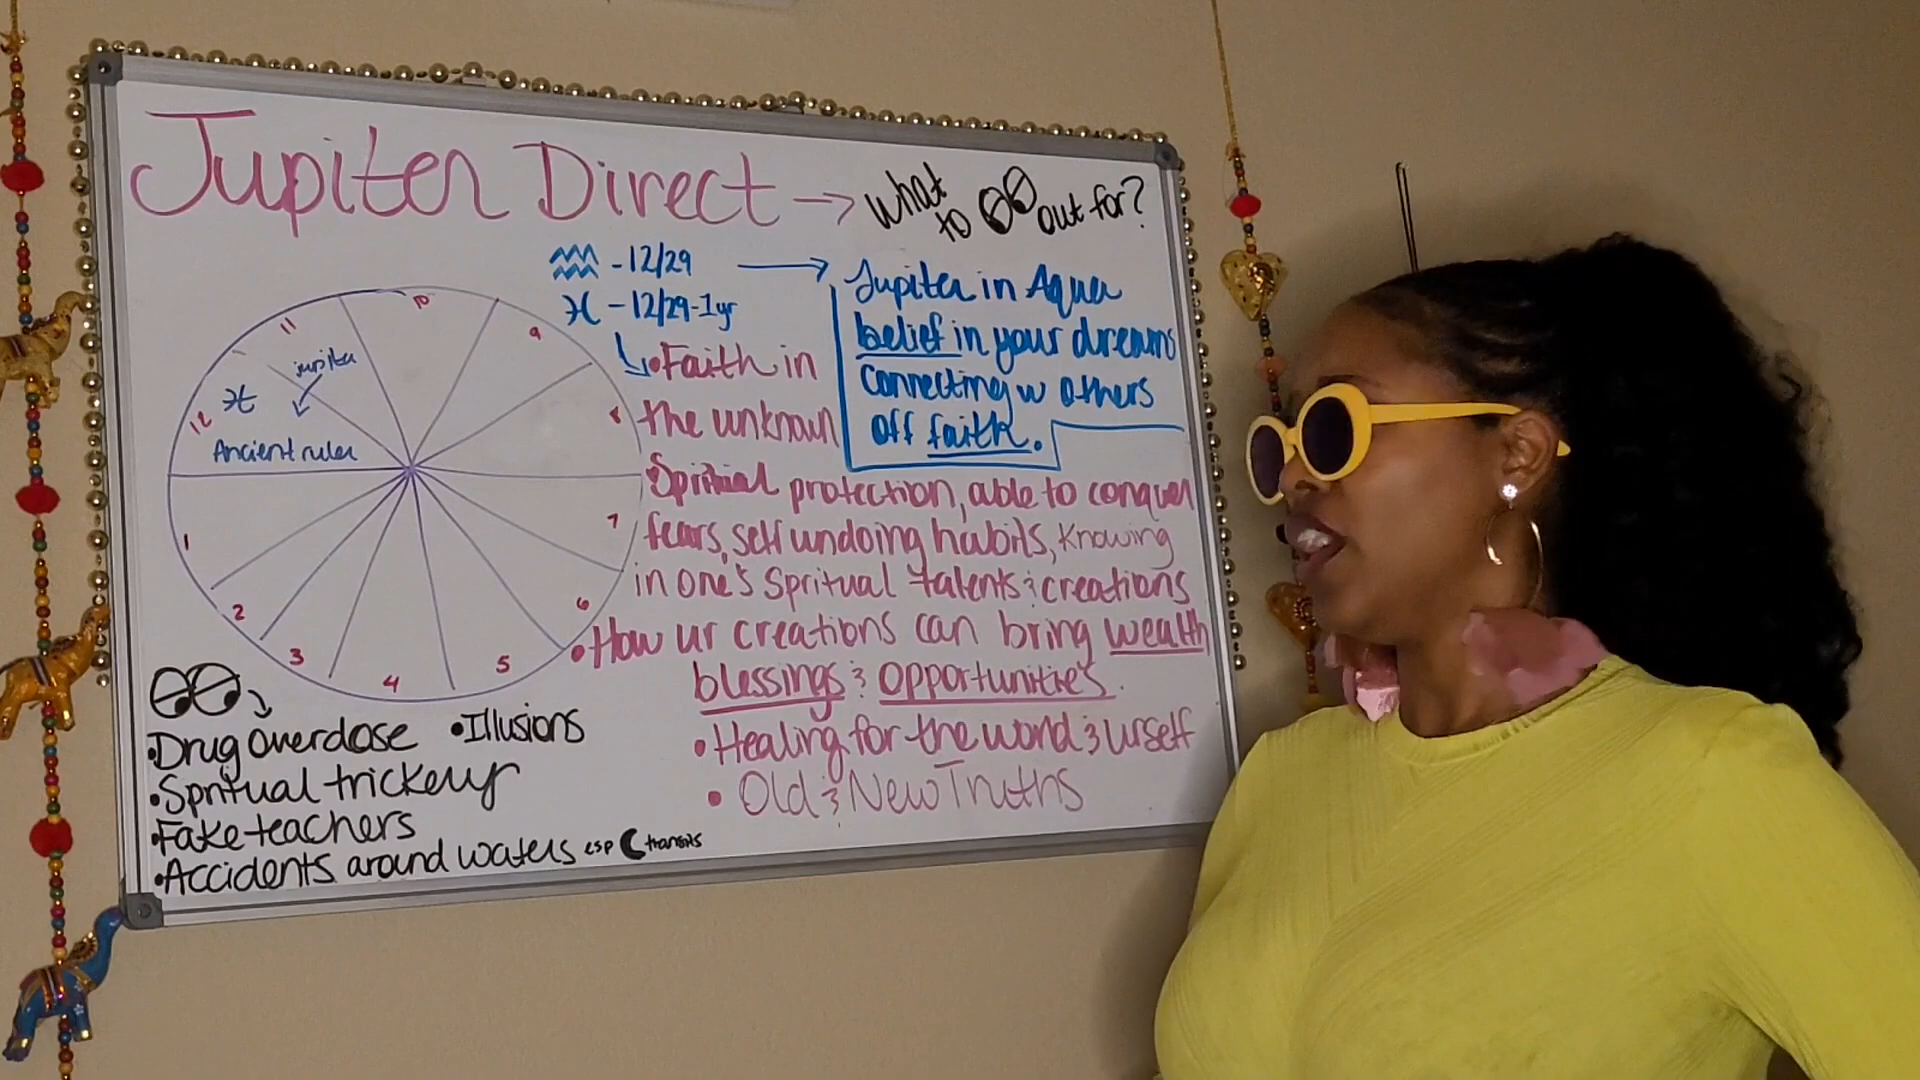 Jupiter Direct → What to 👀 out for?
♒ - 12/29 →
♓ - 12/29-1yr
Jupiter in Aqua
belief in your dreams
Connecting w others
off faith.
• Faith in
the unknown
• Spiritual protection, able to conquer
fears, self undoing habits, Knowing
in one's Spritual talents & creations
• How ur creations can bring wealth
blessings & opportunitie's.
• Healing for the world & urself
• Old & New Truths
10
11
9
jupiter
♓
12
8
Ancient ruler
1
7
2
6
3
5
4
• Drug overdose • Illusions
• Spritual trickery
• Fake teachers
• Accidents around waters esp ☾ transits